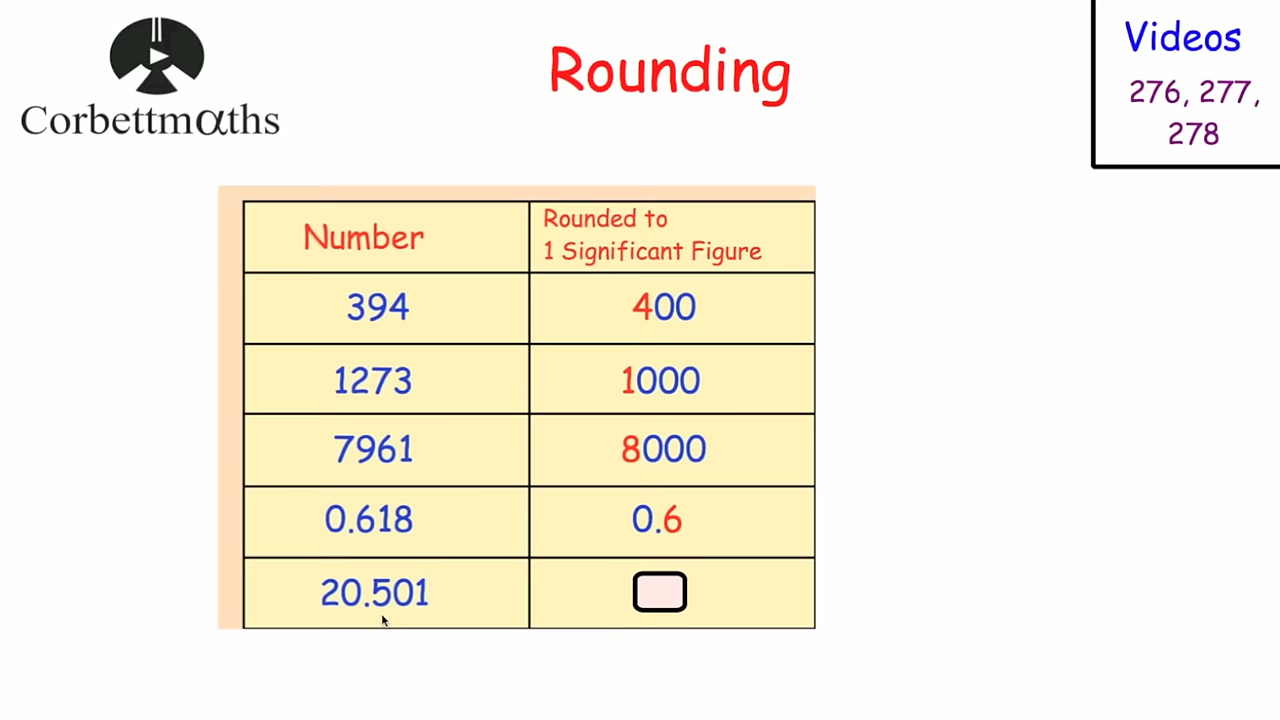 Corbettmαths
Rounding
Videos
276, 277,
278
Number
Rounded to
1 Significant Figure
394
400
1273
1000
7961
8000
0.618
0.6
20.501